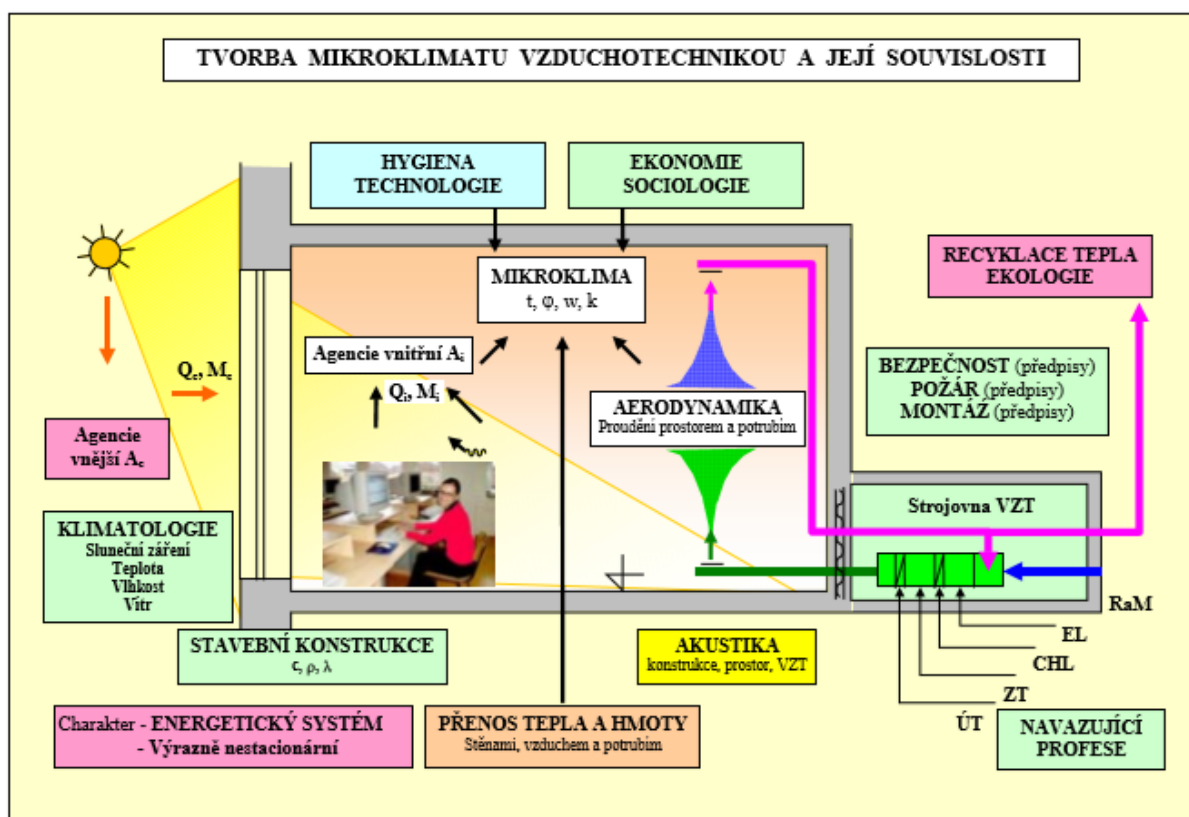 TVORBA MIKROKLIMATU VZDUCHOTECHNIKOU A JEJÍ SOUVISLOSTI
HYGIENA
TECHNOLOGIE
EKONOMIE
SOCIOLOGIE
RECYKLACE TEPLA
EKOLOGIE
MIKROKLIMA
t, φ, w, k
Agencie vnitřní Ai
Qe, Me
Qi, Mi
AERODYNAMIKA
Proudění prostorem a potrubim
BEZPEČNOST (předpisy)
POŽÁR (předpisy)
MONTÁŽ (předpisy)
Agencie
vnější Ae
Strojovna VZT
KLIMATOLOGIE
Sluneční záření
Teplota
Vlhkost
Vítr
RaM
EL
CHL
ZT
ÚT
STAVEBNÍ KONSTRUKCE
c, ρ, λ
AKUSTIKA
konstrukce, prostor, VZT
Charakter - ENERGETICKÝ SYSTÉM
- Výrazně nestacionární
PŘENOS TEPLA A HMOTY
Stěnami, vzduchem a potrubim
NAVAZUJÍCÍ
PROFESE